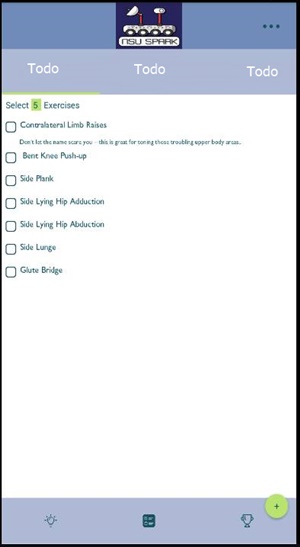 NSU SPARK
Todo Todo Todo
Select 5 Exercises
Contralateral Limb Raises
Don't let the name scare you - this is great for toning those troubling upper body areas.
Bent Knee Push-up
Side Plank
Side Lying Hip Adduction
Side Lying Hip Abduction
Side Lunge
Glute Bridge
+